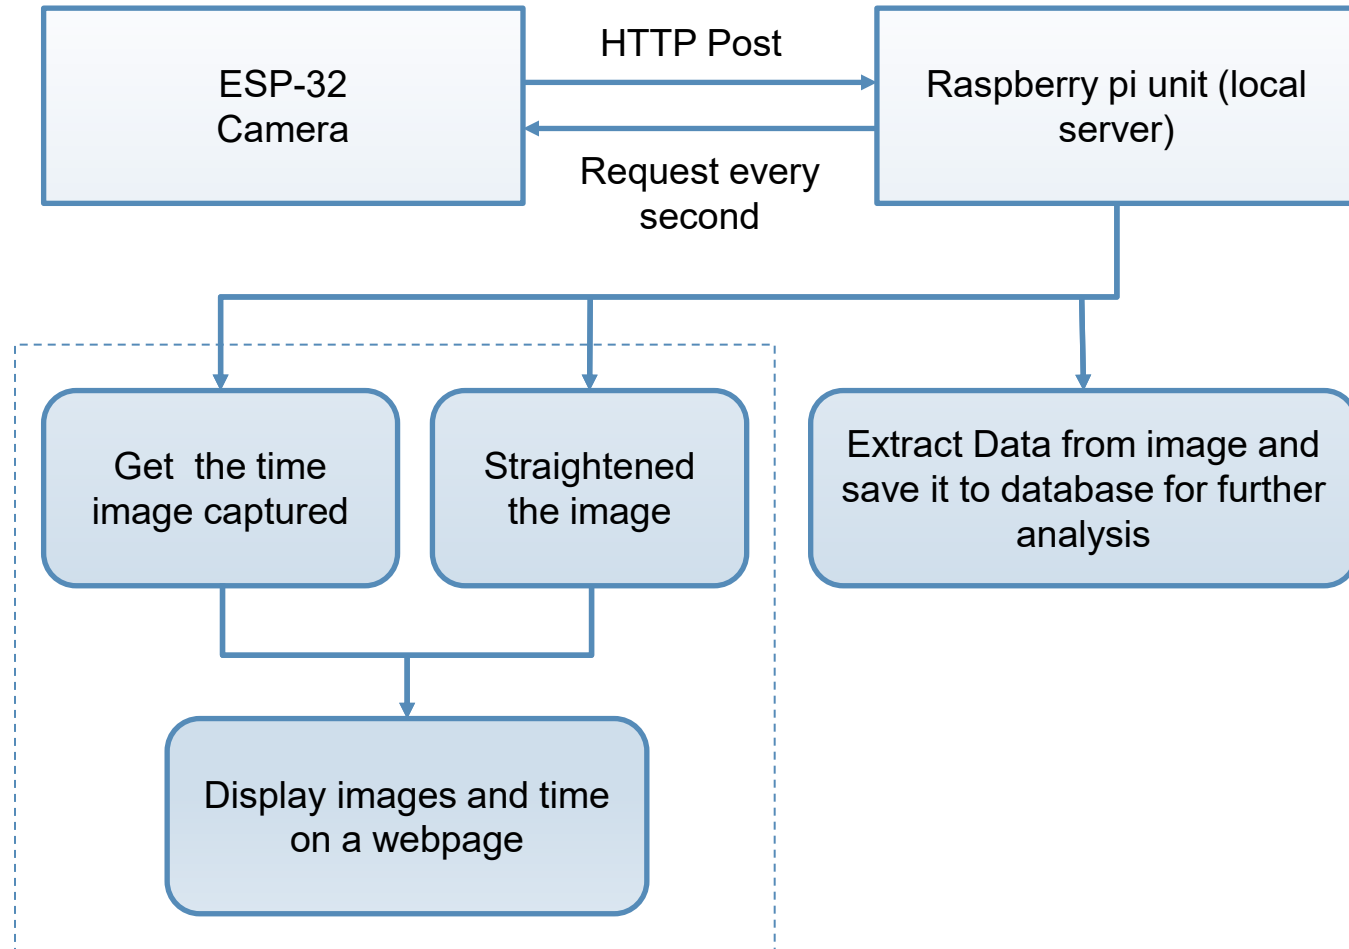 ESP-32
Camera
HTTP Post
Request every
second
Raspberry pi unit (local
server)
Get  the time
image captured
Straightened
the image
Extract Data from image and
save it to database for further
analysis
Display images and time
on a webpage